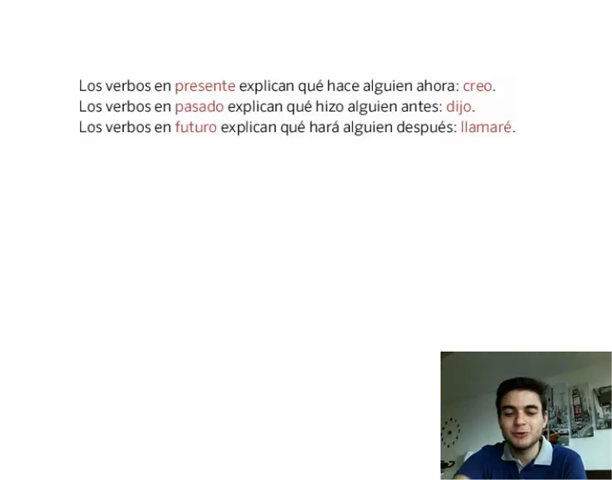 Los verbos en presente explican qué hace alguien ahora: creo.
Los verbos en pasado explican qué hizo alguien antes: dijo.
Los verbos en futuro explican qué hará alguien después: llamaré.